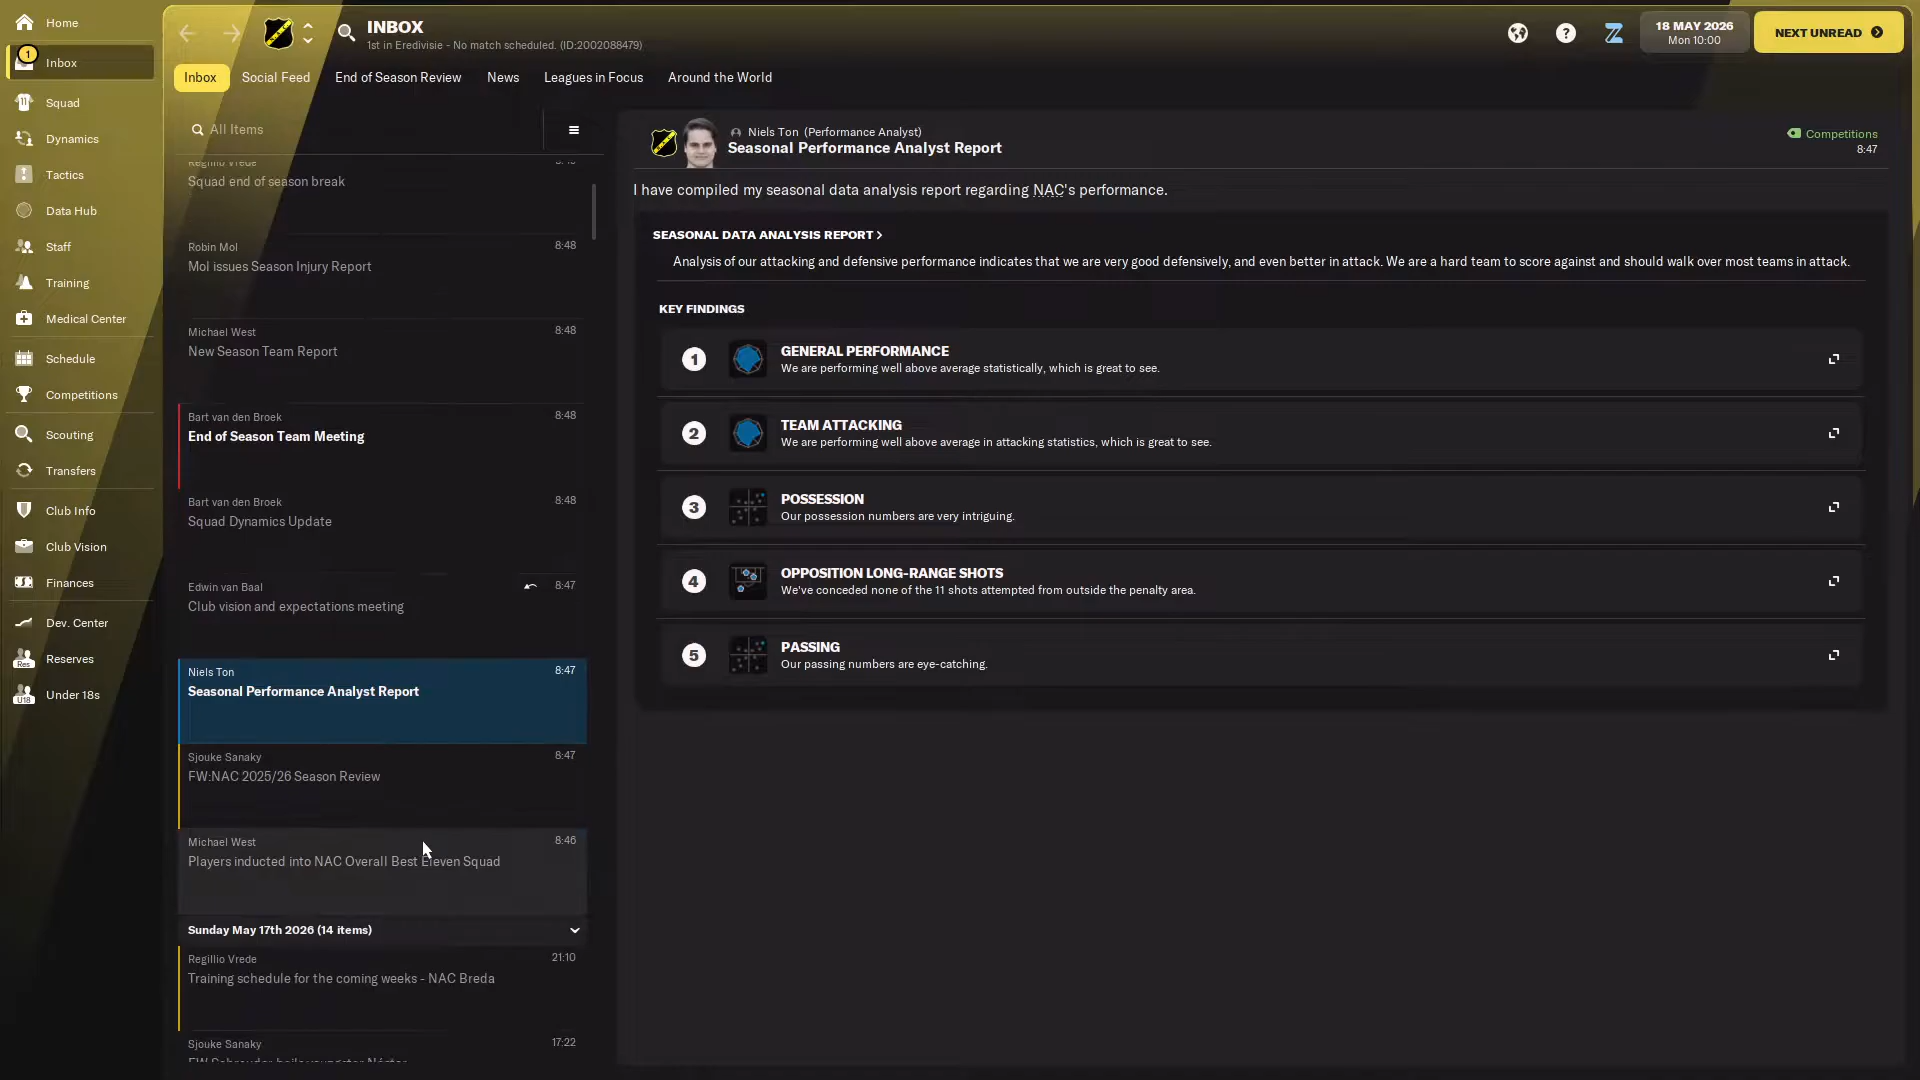 Home
1
Inbox
Squad
Dynamics
Tactics
Data Hub
Staff
Training
Medical Center
Schedule
Competitions
Scouting
Transfers
Club Info
Club Vision
Finances
Dev. Center
Res
Reserves
U18
Under 18s
INBOX
1st in Eredivisie - No match scheduled. (ID:2002088479)
18 MAY 2026
Mon 10:00
NEXT UNREAD
Inbox
Social Feed
End of Season Review
News
Leagues in Focus
Around the World
All Items
Regillio Vrede
Squad end of season break
Robin Mol
8:48
Mol issues Season Injury Report
Michael West
8:48
New Season Team Report
Bart van den Broek
8:48
End of Season Team Meeting
Bart van den Broek
8:48
Squad Dynamics Update
Edwin van Baal
8:47
Club vision and expectations meeting
Niels Ton
8:47
Seasonal Performance Analyst Report
Sjouke Sanaky
8:47
FW:NAC 2025/26 Season Review
Michael West
8:46
Players inducted into NAC Overall Best Eleven Squad
Sunday May 17th 2026 (14 items)
Regillio Vrede
21:10
Training schedule for the coming weeks - NAC Breda
Sjouke Sanaky
17:22
Niels Ton (Performance Analyst)
Seasonal Performance Analyst Report
Competitions
8:47
I have compiled my seasonal data analysis report regarding NAC's performance.
SEASONAL DATA ANALYSIS REPORT >
Analysis of our attacking and defensive performance indicates that we are very good defensively, and even better in attack. We are a hard team to score against and should walk over most teams in attack.
KEY FINDINGS
1
GENERAL PERFORMANCE
We are performing well above average statistically, which is great to see.
2
TEAM ATTACKING
We are performing well above average in attacking statistics, which is great to see.
3
POSSESSION
Our possession numbers are very intriguing.
4
OPPOSITION LONG-RANGE SHOTS
We've conceded none of the 11 shots attempted from outside the penalty area.
5
PASSING
Our passing numbers are eye-catching.